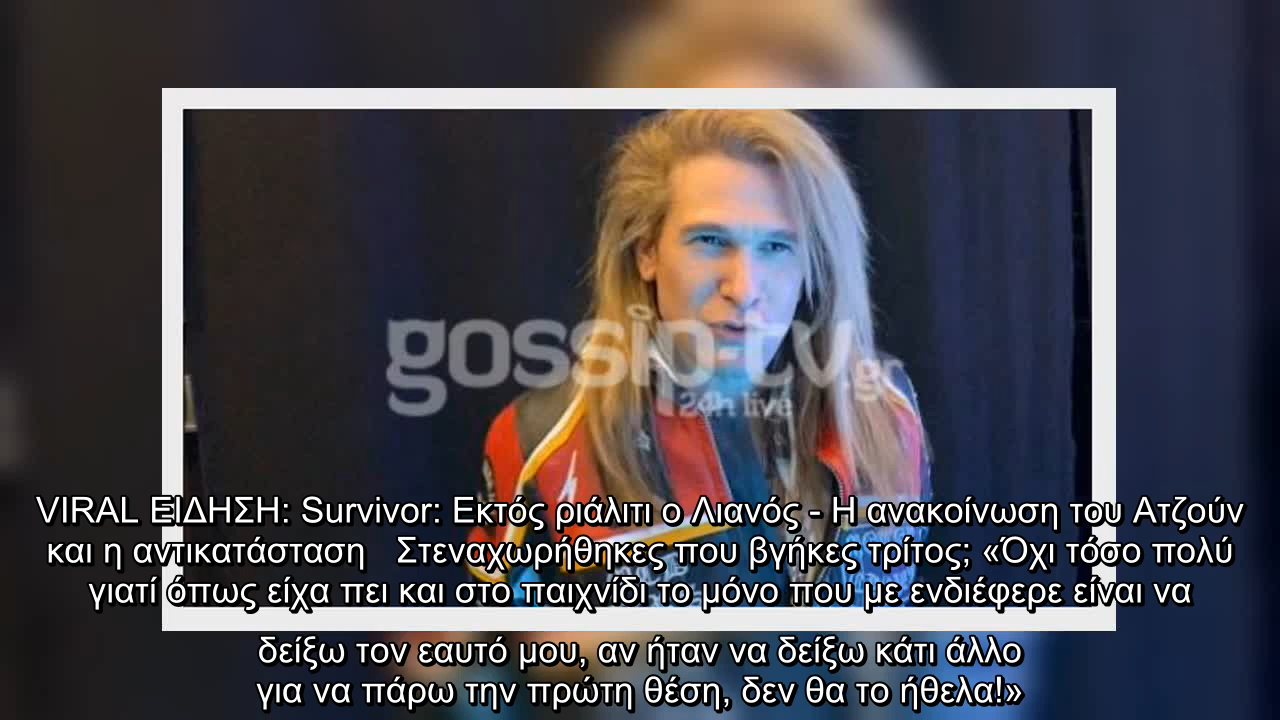 gossip-tv.gr
24h live
VIRAL ΕΙΔΗΣΗ: Survivor: Εκτός ριάλιτι ο Λιανός - Η ανακοίνωση του Ατζούν
και η αντικατάσταση   Στεναχωρήθηκες που βγήκες τρίτος; «Όχι τόσο πολύ
γιατί όπως είχα πει και στο παιχνίδι το μόνο που με ενδιέφερε είναι να
δείξω τον εαυτό μου, αν ήταν να δείξω κάτι άλλο
για να πάρω την πρώτη θέση, δεν θα το ήθελα!»